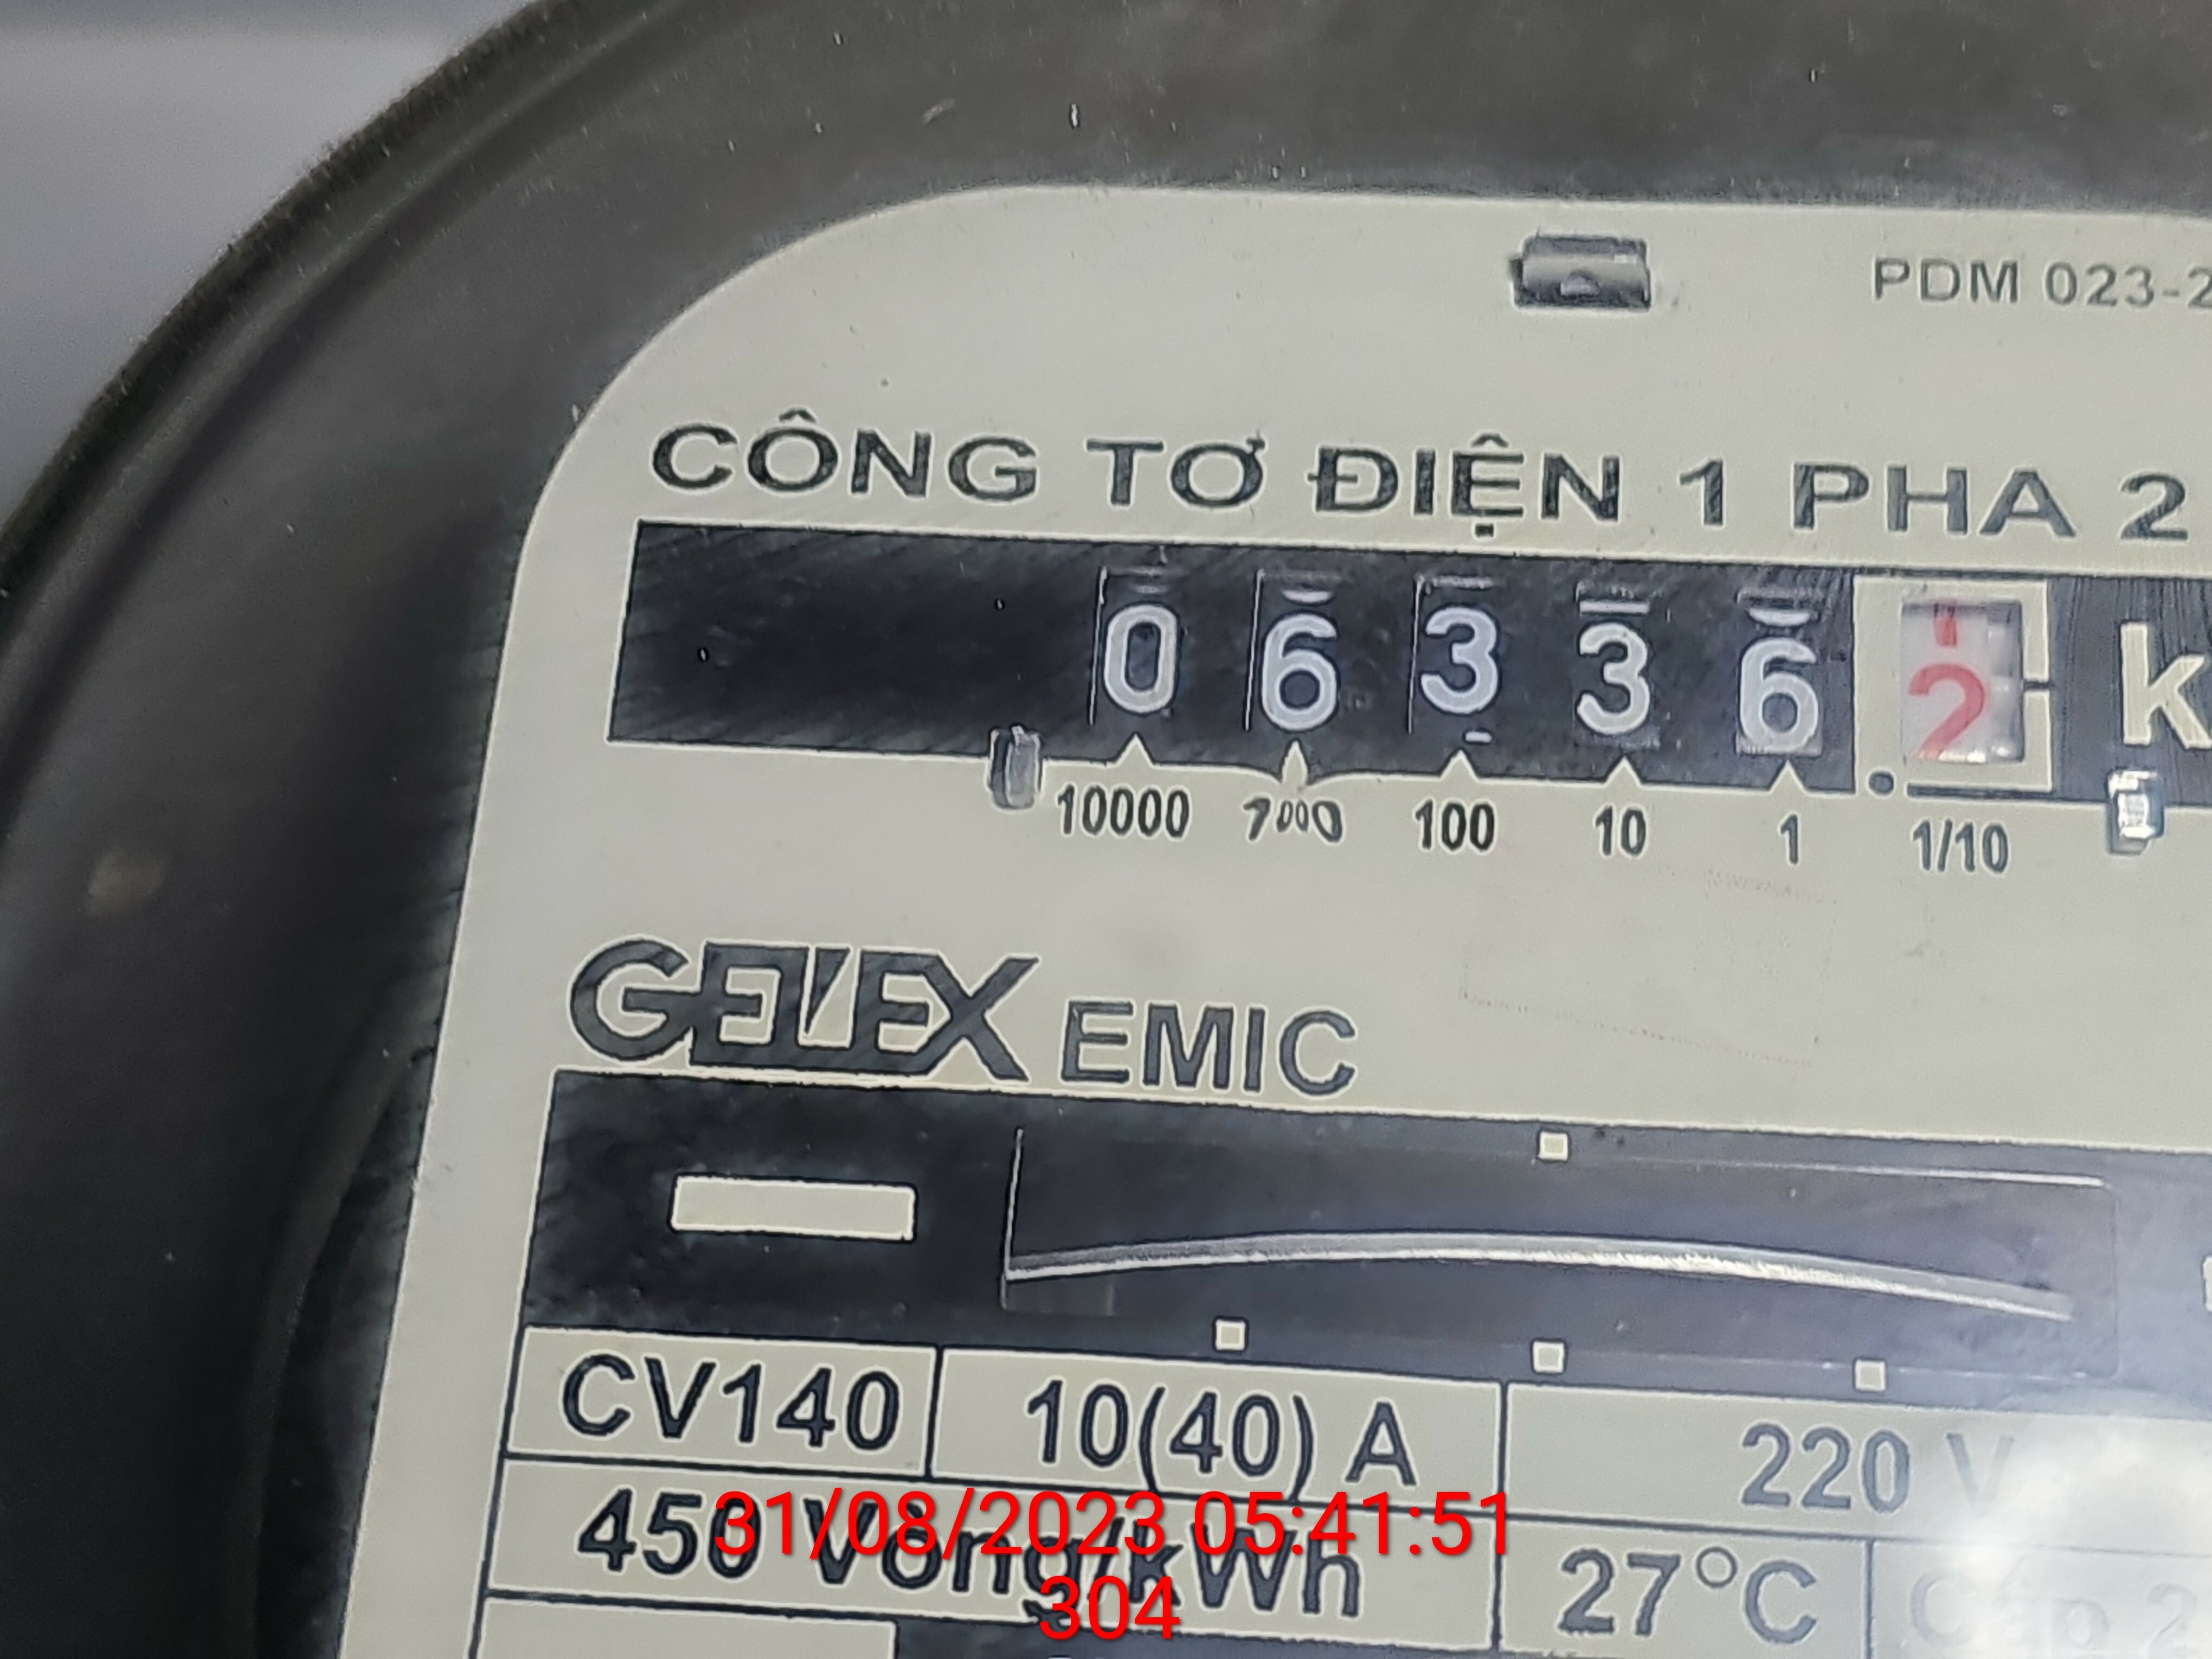 PDM 023-2
CÔNG TƠ ĐIỆN 1 PHA 2
0 6 3 3 6 2 k
10000 100 10 1 1/10
GELEX EMIC
CV140 10(40) A 220 V
450 Vòng/kWh 27°C Cấp 2
31/08/2023 05:41:51
304